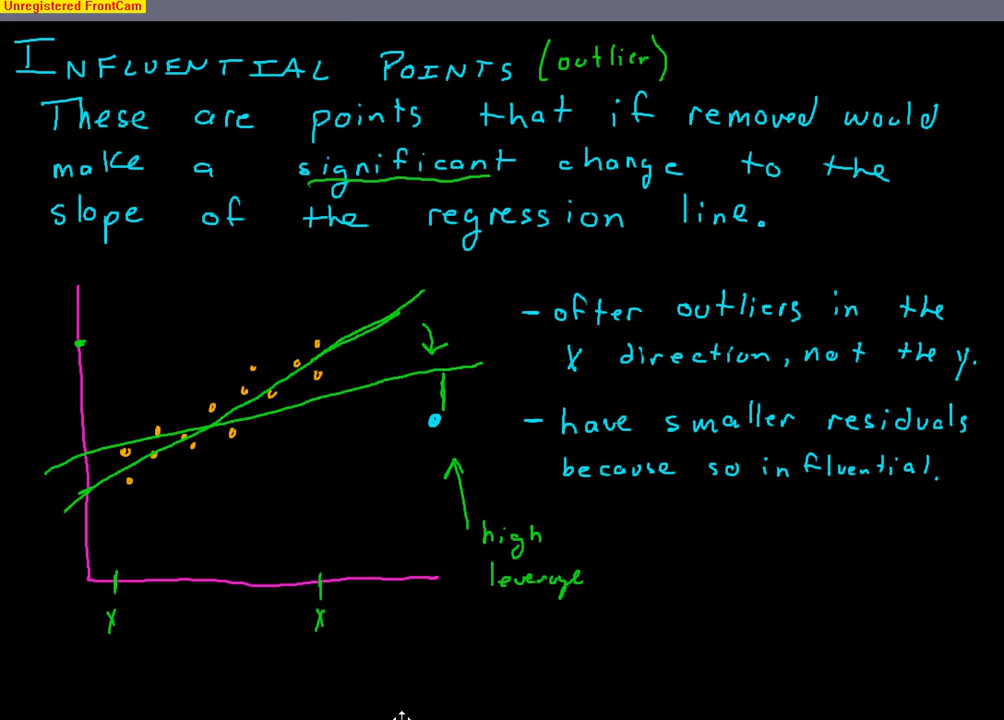 Unregistered FrontCam
INFLUENTIAL POINTS (outlier)
These are points that if removed would
make a significant change to the
slope of the regression line.
- often outliers in the
X direction, not the y.
- have smaller residuals
because so influential.
high
leverage
X X